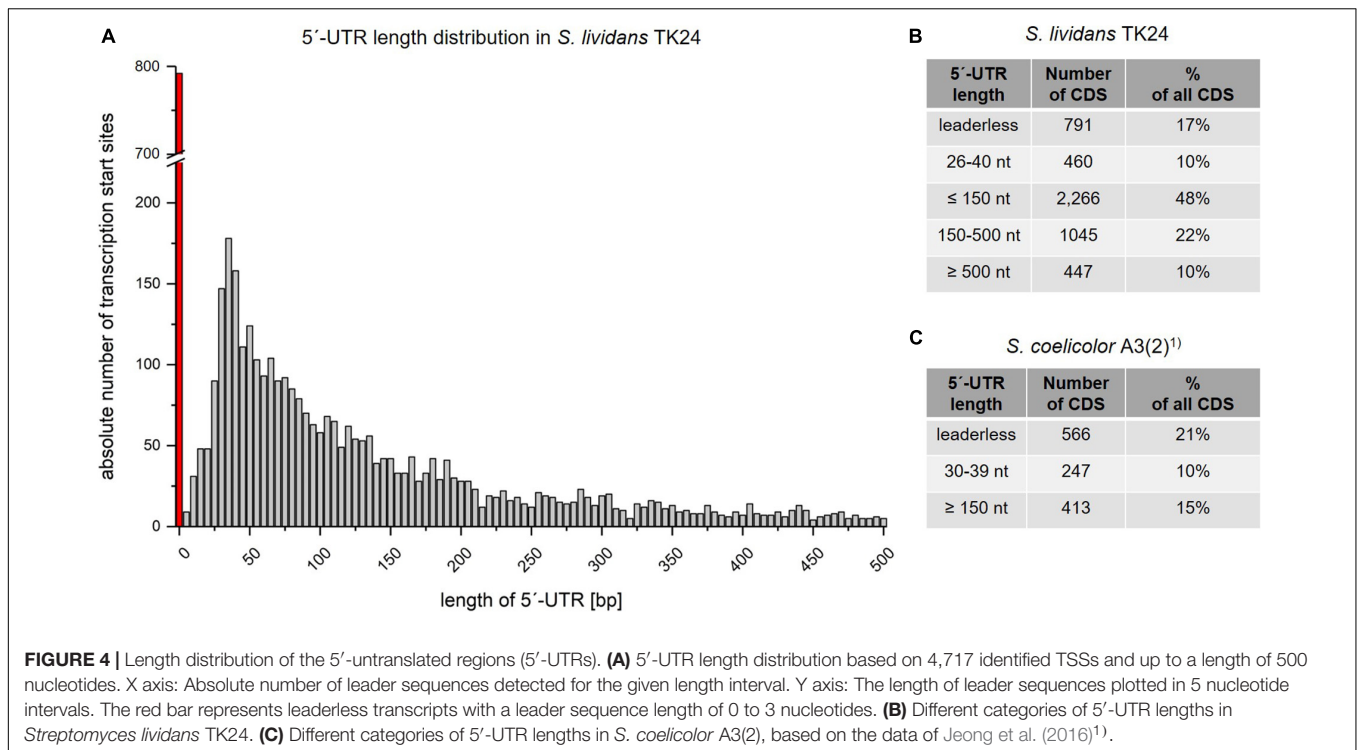 A
5´-UTR length distribution in S. lividans TK24
absolute number of transcription start sites
800
700
200
150
100
50
0
0
50
100
150
200
250
300
350
400
450
500
length of 5´-UTR [bp]
B
S. lividans TK24
5´-UTR length Number of CDS % of all CDS
leaderless 791 17%
26-40 nt 460 10%
≤ 150 nt 2,266 48%
150-500 nt 1045 22%
≥ 500 nt 447 10%
C
S. coelicolor A3(2)1)
5´-UTR length Number of CDS % of all CDS
leaderless 566 21%
30-39 nt 247 10%
≥ 150 nt 413 15%
FIGURE 4 | Length distribution of the 5′-untranslated regions (5′-UTRs). (A) 5′-UTR length distribution based on 4,717 identified TSSs and up to a length of 500
nucleotides. X axis: Absolute number of leader sequences detected for the given length interval. Y axis: The length of leader sequences plotted in 5 nucleotide
intervals. The red bar represents leaderless transcripts with a leader sequence length of 0 to 3 nucleotides. (B) Different categories of 5′-UTR lengths in
Streptomyces lividans TK24. (C) Different categories of 5′-UTR lengths in S. coelicolor A3(2), based on the data of Jeong et al. (2016)1).